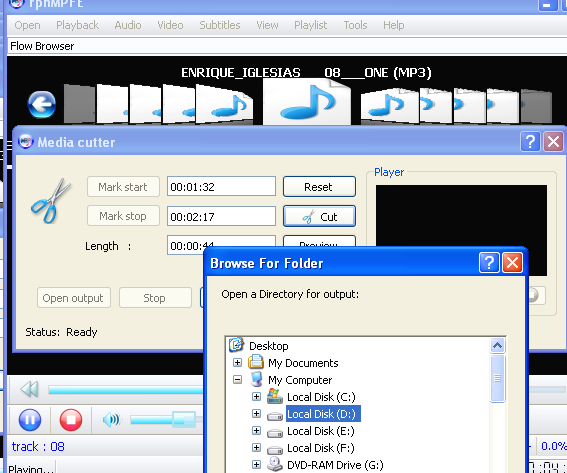 rphMPFE
Open Playback Audio Video Subtitles View Playlist Tools Help
Flow Browser
ENRIQUE_IGLESIAS 08___ONE (MP3)
Media cutter
Mark start 00:01:32 Reset
Player
Mark stop 00:02:17 Cut
Length : 00:00:44 Preview
Open output Stop
Status: Ready
Browse For Folder
Open a Directory for output:
Desktop
My Documents
My Computer
Local Disk (C:)
Local Disk (D:)
Local Disk (E:)
Local Disk (F:)
DVD-RAM Drive (G:)
track : 08
0.0%
Playing...